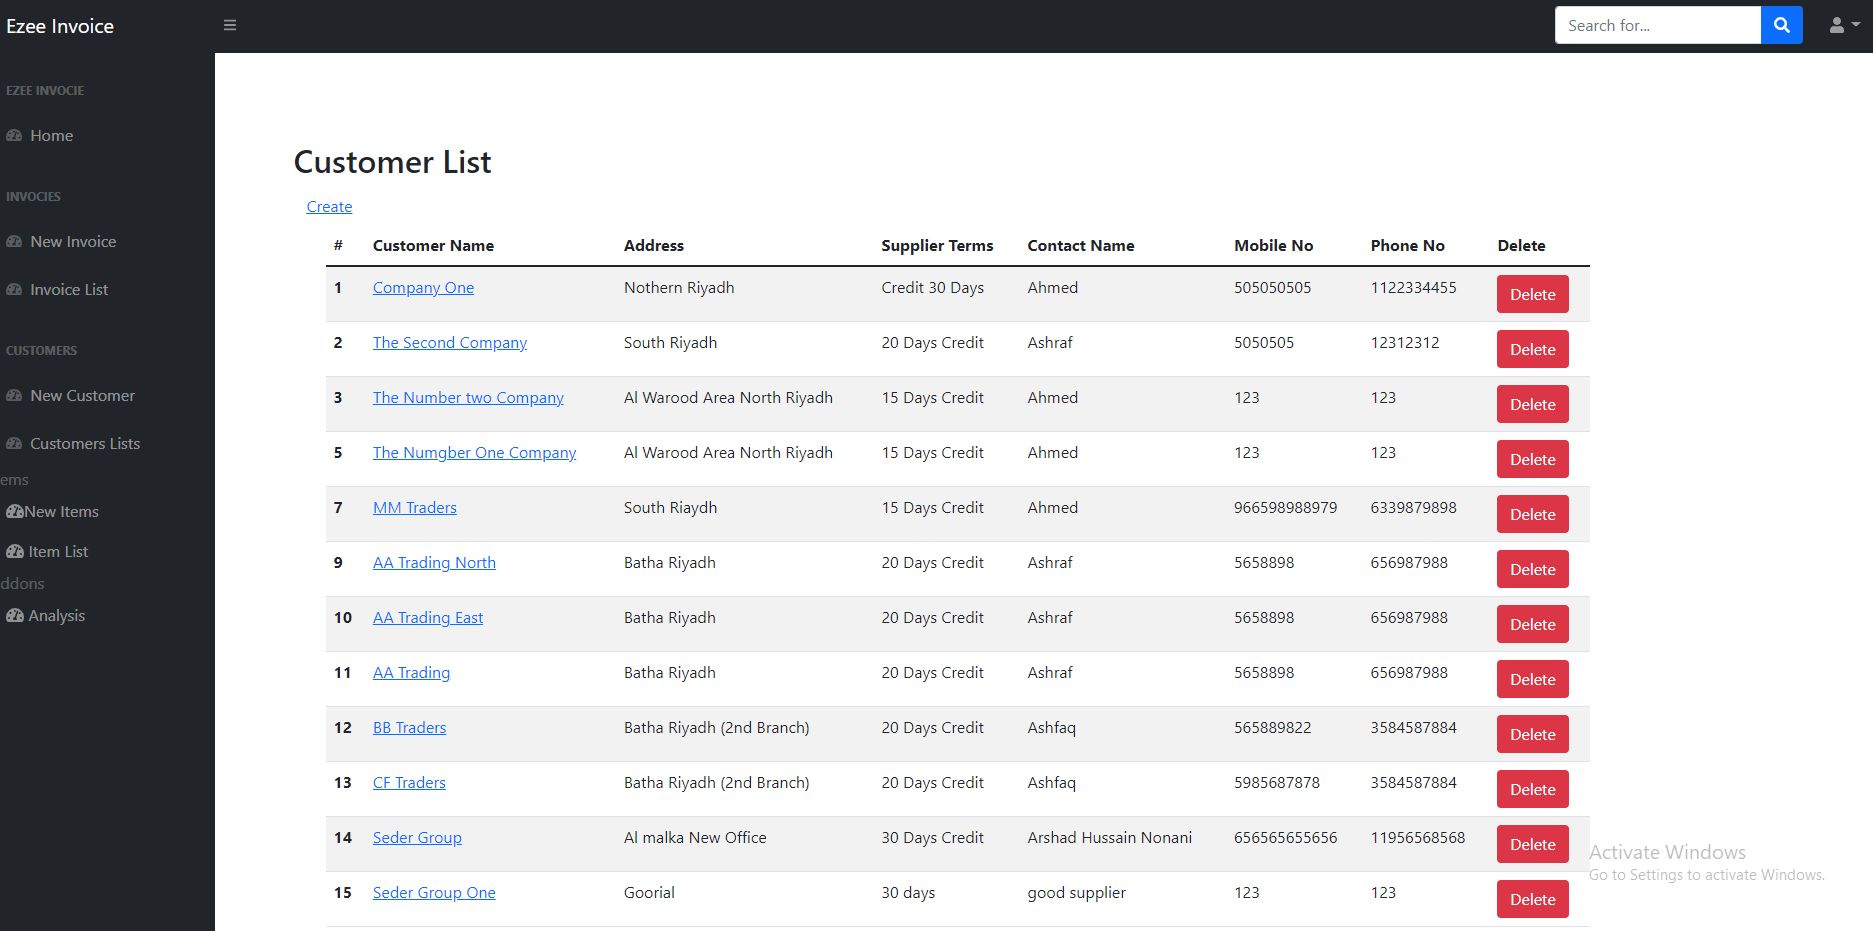 Ezee Invoice
Search for...
EZEE INVOCIE
Home
INVOCIES
New Invoice
Invoice List
CUSTOMERS
New Customer
Customers Lists
ems
New Items
Item List
ddons
Analysis
Customer List
Create
# Customer Name Address Supplier Terms Contact Name Mobile No Phone No Delete
1 Company One Nothern Riyadh Credit 30 Days Ahmed 505050505 1122334455 Delete
2 The Second Company South Riyadh 20 Days Credit Ashraf 5050505 12312312 Delete
3 The Number two Company Al Warood Area North Riyadh 15 Days Credit Ahmed 123 123 Delete
5 The Numgber One Company Al Warood Area North Riyadh 15 Days Credit Ahmed 123 123 Delete
7 MM Traders South Riaydh 15 Days Credit Ahmed 966598988979 6339879898 Delete
9 AA Trading North Batha Riyadh 20 Days Credit Ashraf 5658898 656987988 Delete
10 AA Trading East Batha Riyadh 20 Days Credit Ashraf 5658898 656987988 Delete
11 AA Trading Batha Riyadh 20 Days Credit Ashraf 5658898 656987988 Delete
12 BB Traders Batha Riyadh (2nd Branch) 20 Days Credit Ashfaq 565889822 3584587884 Delete
13 CF Traders Batha Riyadh (2nd Branch) 20 Days Credit Ashfaq 5985687878 3584587884 Delete
14 Seder Group Al malka New Office 30 Days Credit Arshad Hussain Nonani 656565655656 11956568568 Delete
15 Seder Group One Goorial 30 days good supplier 123 123 Delete
Activate Windows
Go to Settings to activate Windows.